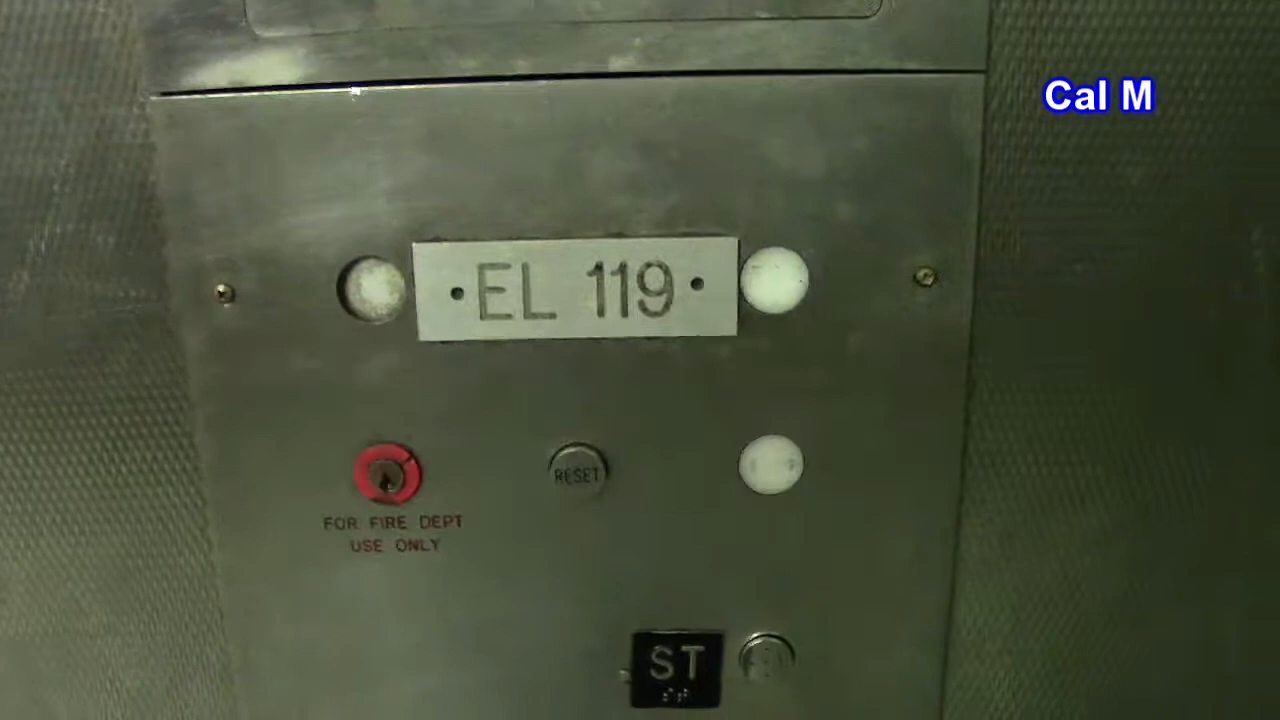 Cal M
EL 119
RESET
FOR FIRE DEPT
USE ONLY
ST